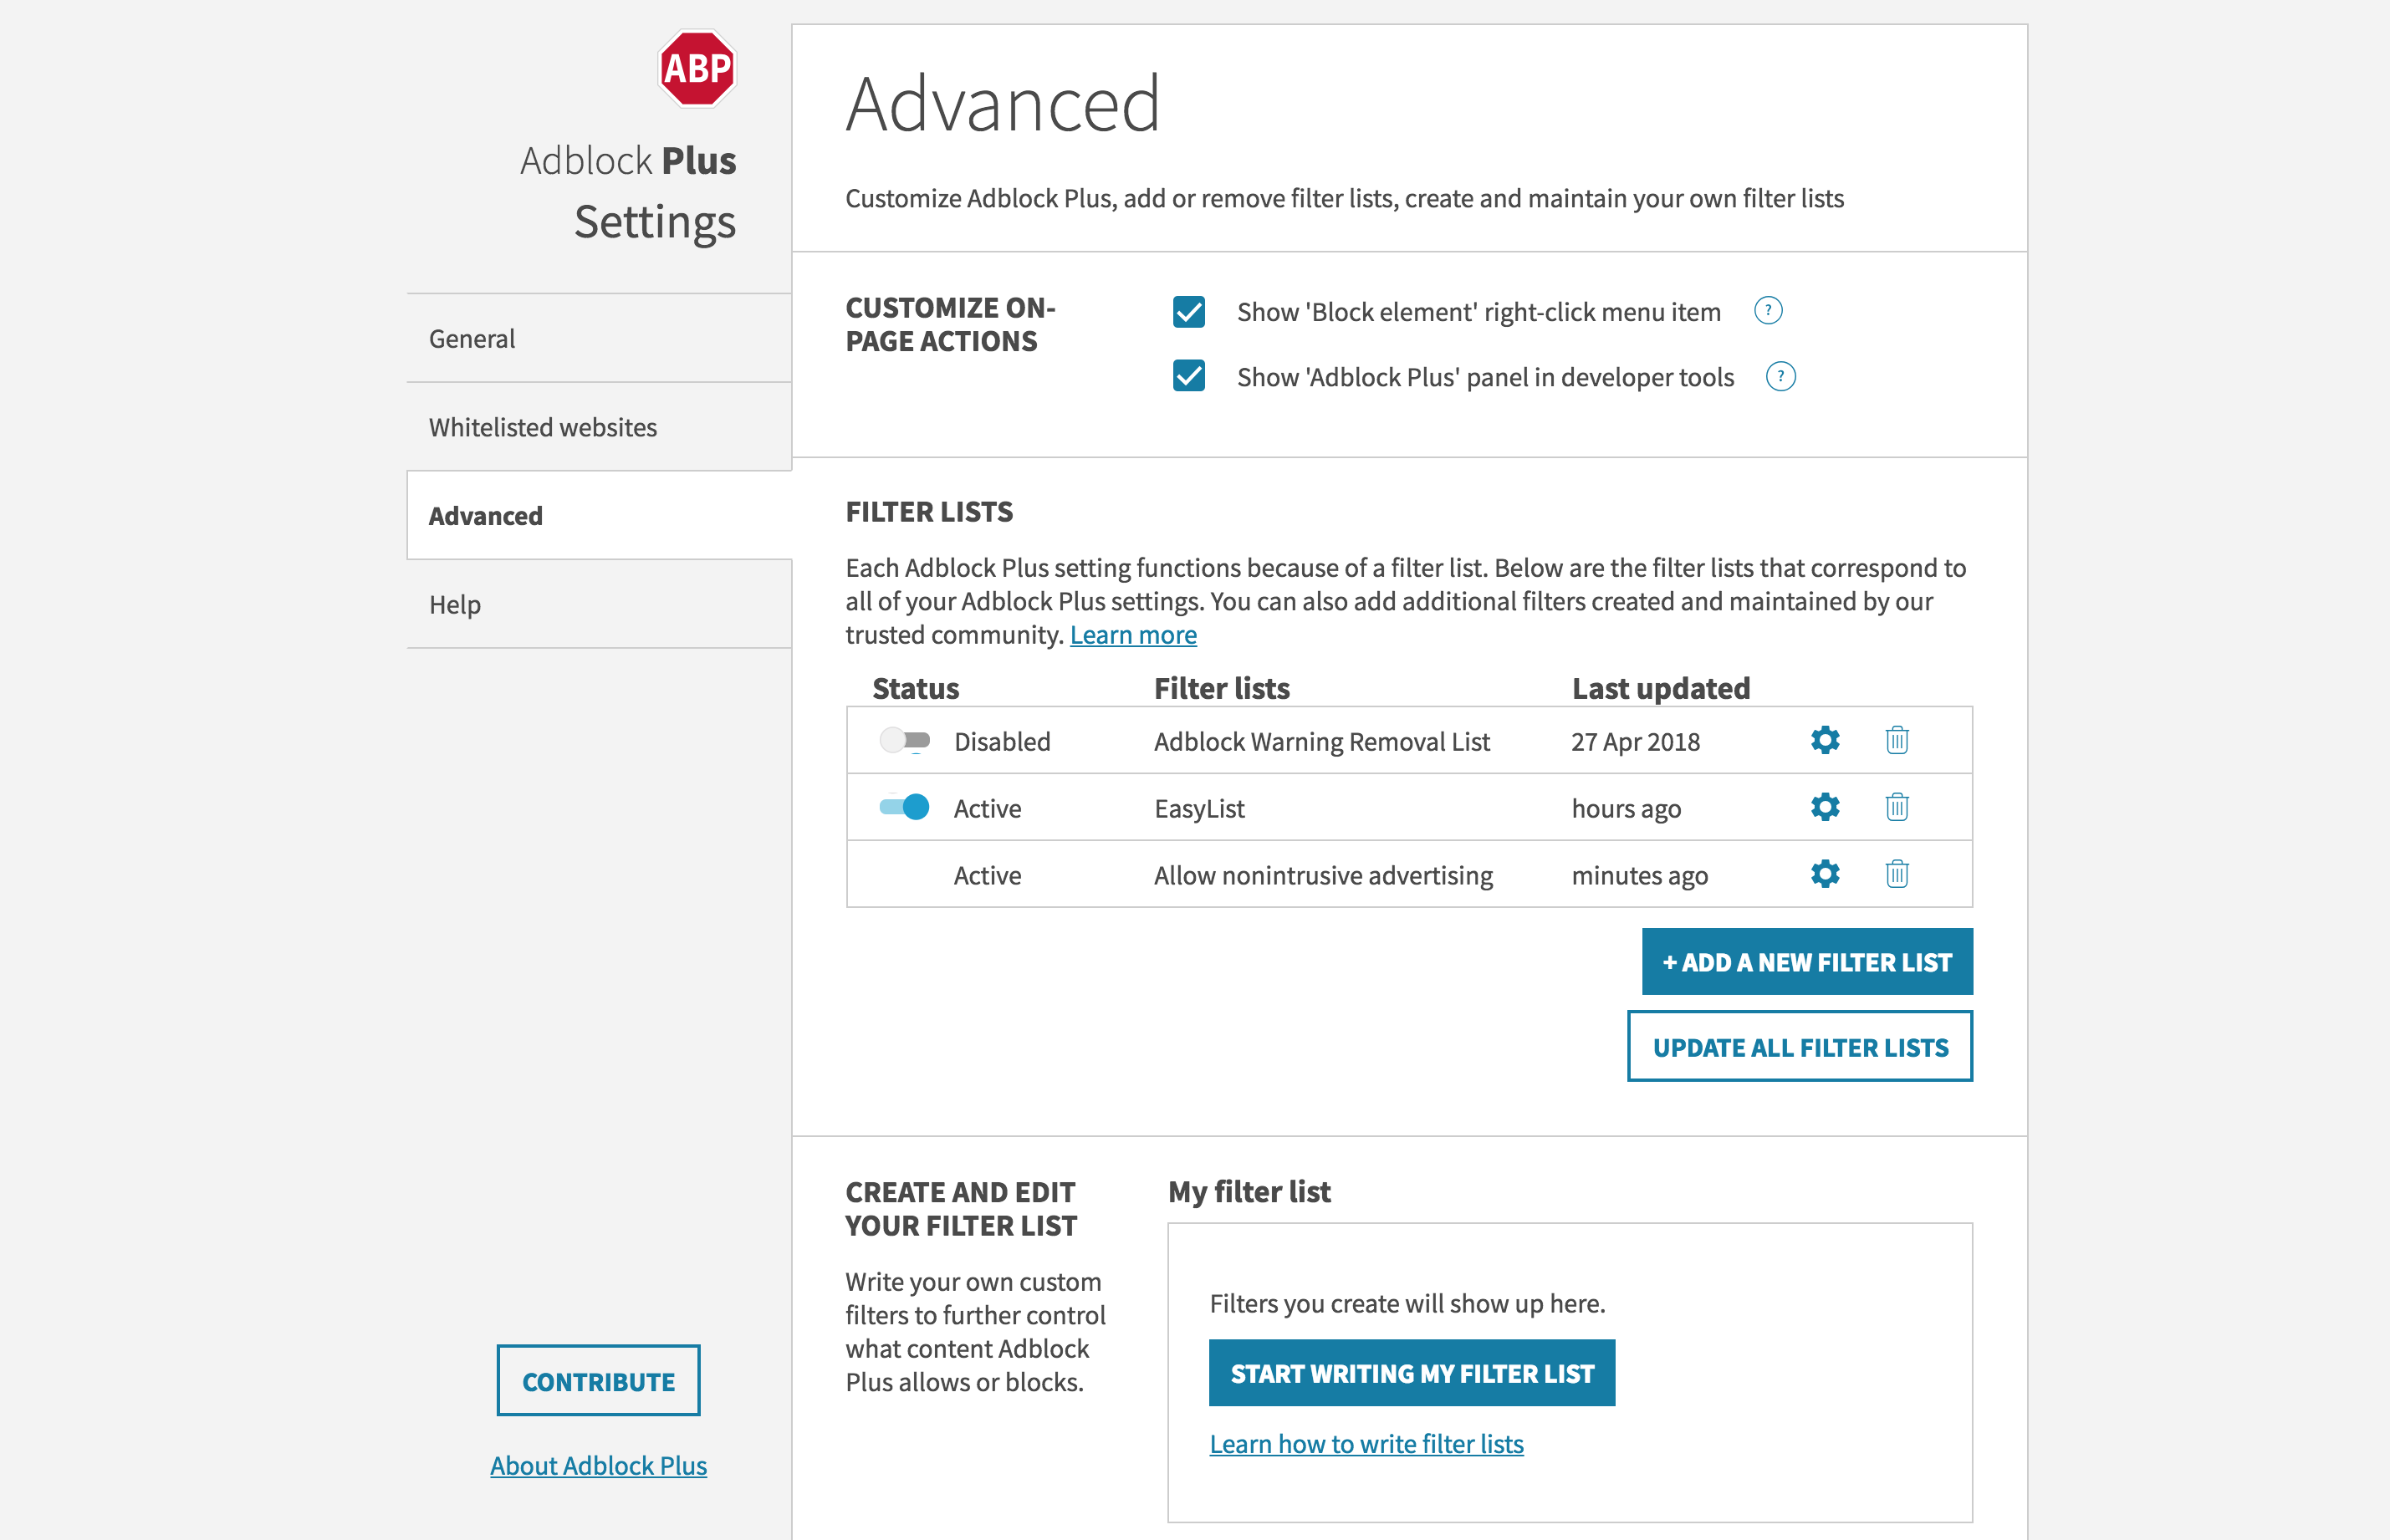 ABP
Adblock Plus
Settings
General
Whitelisted websites
Advanced
Help
CONTRIBUTE
About Adblock Plus
Advanced
Customize Adblock Plus, add or remove filter lists, create and maintain your own filter lists
CUSTOMIZE ON-
PAGE ACTIONS
Show 'Block element' right-click menu item ?
Show 'Adblock Plus' panel in developer tools ?
FILTER LISTS
Each Adblock Plus setting functions because of a filter list. Below are the filter lists that correspond to
all of your Adblock Plus settings. You can also add additional filters created and maintained by our
trusted community. Learn more
Status Filter lists Last updated
Disabled Adblock Warning Removal List 27 Apr 2018
Active EasyList hours ago
Active Allow nonintrusive advertising minutes ago
+ ADD A NEW FILTER LIST
UPDATE ALL FILTER LISTS
CREATE AND EDIT
YOUR FILTER LIST
Write your own custom
filters to further control
what content Adblock
Plus allows or blocks.
My filter list
Filters you create will show up here.
START WRITING MY FILTER LIST
Learn how to write filter lists